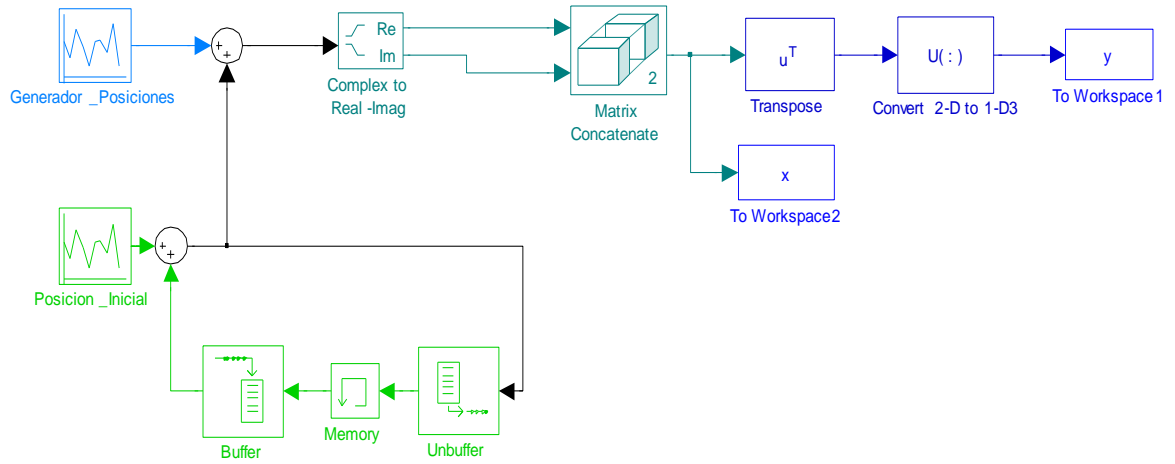 Re
Im
+
+
2
u^T
U( : )
y
Generador _Posiciones
Complex to
Real -Imag
Matrix
Concatenate
Transpose
Convert 2-D to 1-D3
To Workspace1
x
To Workspace2
+
+
Posicion _Inicial
Buffer
Memory
Unbuffer